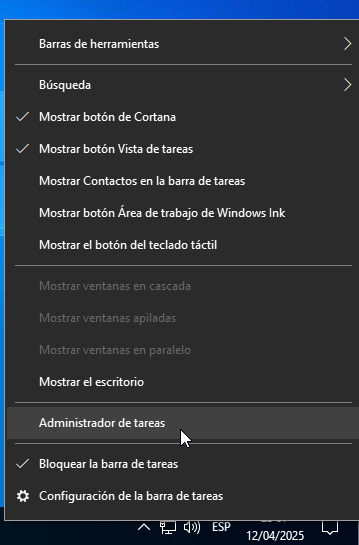 Barras de herramientas
Búsqueda
Mostrar botón de Cortana
Mostrar botón Vista de tareas
Mostrar Contactos en la barra de tareas
Mostrar botón Área de trabajo de Windows Ink
Mostrar el botón del teclado táctil
Mostrar ventanas en cascada
Mostrar ventanas apiladas
Mostrar ventanas en paralelo
Mostrar el escritorio
Administrador de tareas
Bloquear la barra de tareas
Configuración de la barra de tareas
ESP
12/04/2025